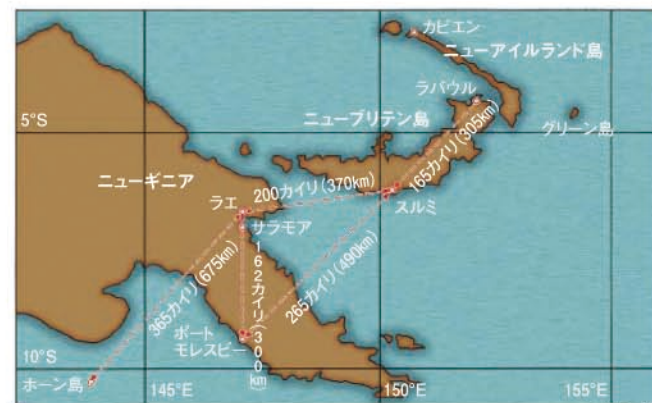 カビエン
ニューアイルランド島
ラバウル
5°S
ニューブリテン島
グリーン島
165カイリ(305km)
ニューギニア
200カイリ(370km)
ラエ
スルミ
サラモア
365カイリ(675km)
162カイリ(300km)
265カイリ(490km)
ポート
モレスビー
10°S
ホーン島
145°E
150°E
155°E